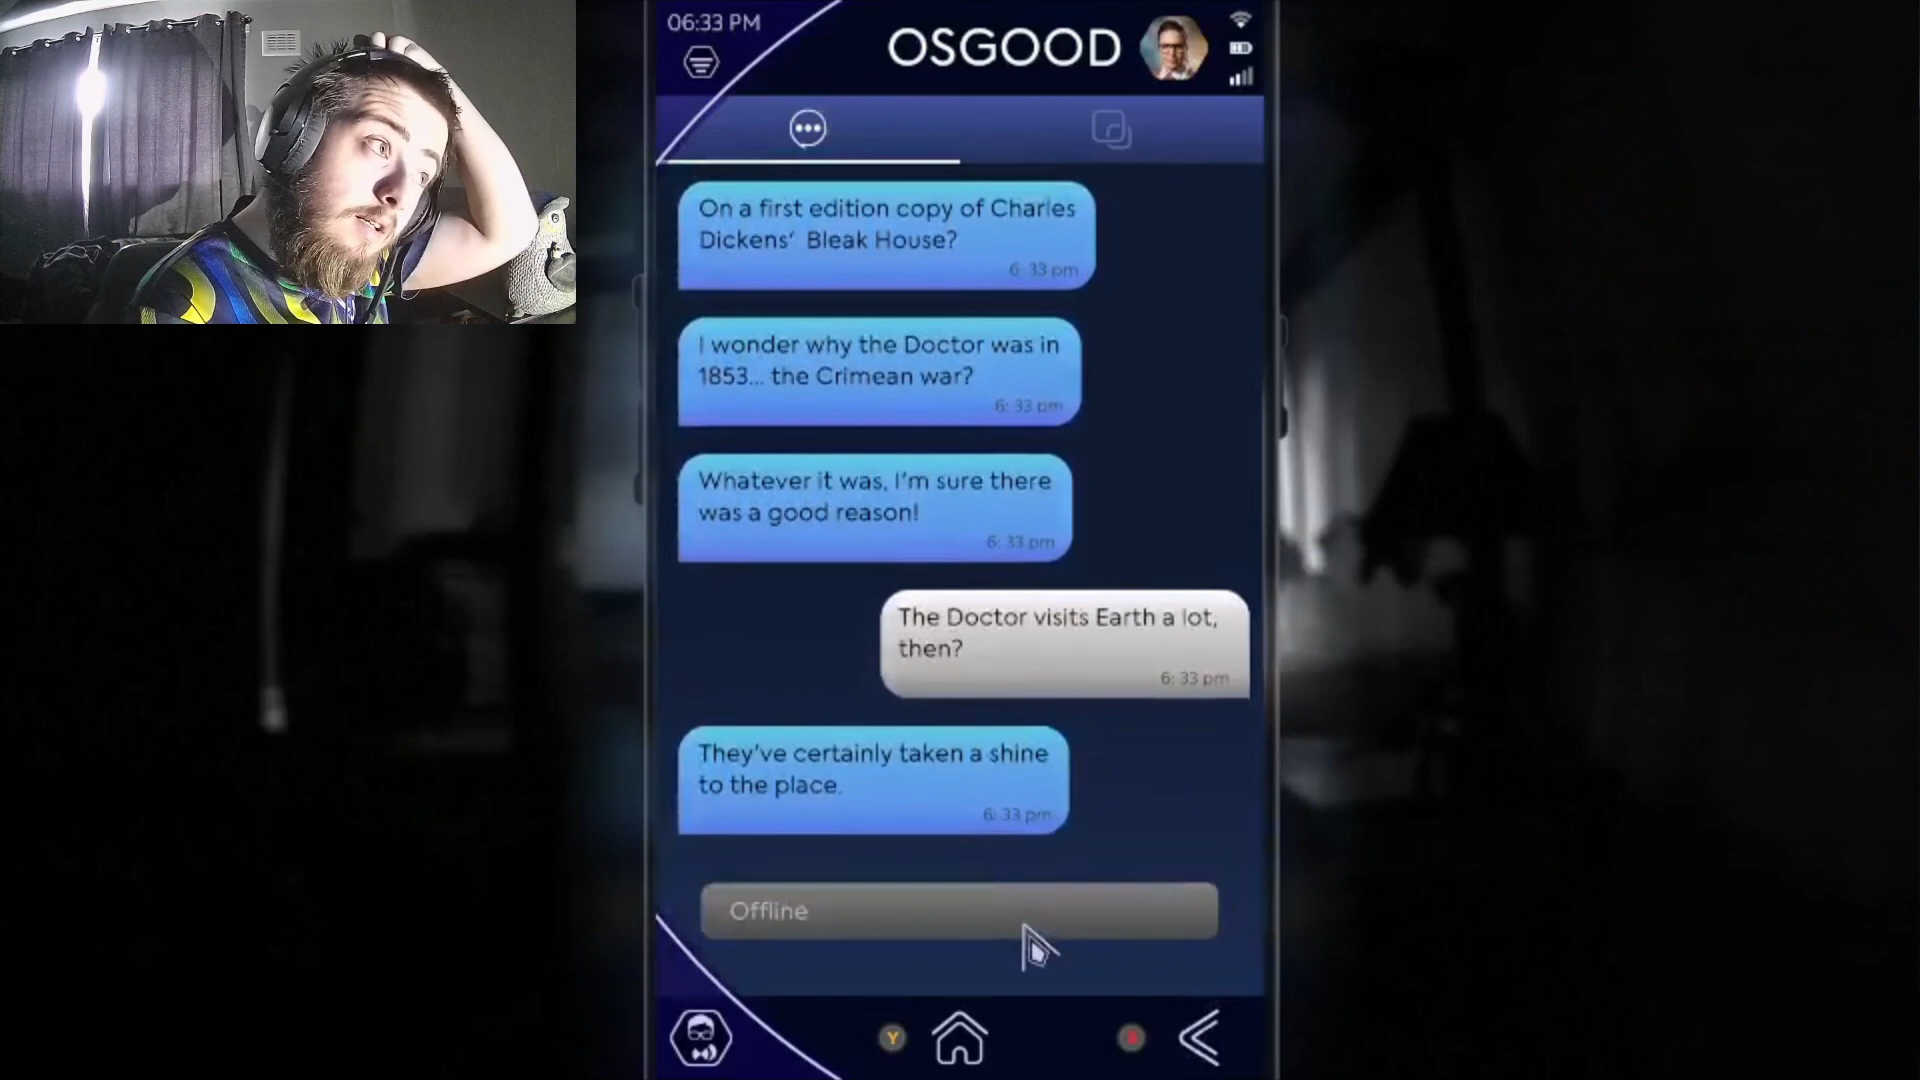 06:33 PM
OSGOOD
On a first edition copy of Charles
Dickens' Bleak House?
6: 33 pm
I wonder why the Doctor was in
1853... the Crimean war?
6: 33 pm
Whatever it was, I'm sure there
was a good reason!
6: 33 pm
The Doctor visits Earth a lot,
then?
6: 33 pm
They've certainly taken a shine
to the place.
6: 33 pm
Offline
Y